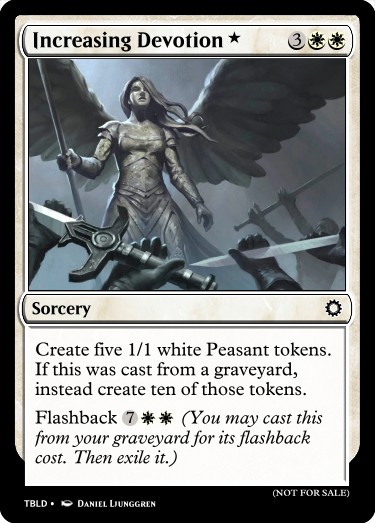 Increasing Devotion ★ 3
Sorcery
Create five 1/1 white Peasant tokens.
If this was cast from a graveyard,
instead create ten of those tokens.
Flashback 7 (You may cast this
from your graveyard for its flashback
cost. Then exile it.)
TBLD • Daniel Ljunggren
(NOT FOR SALE)